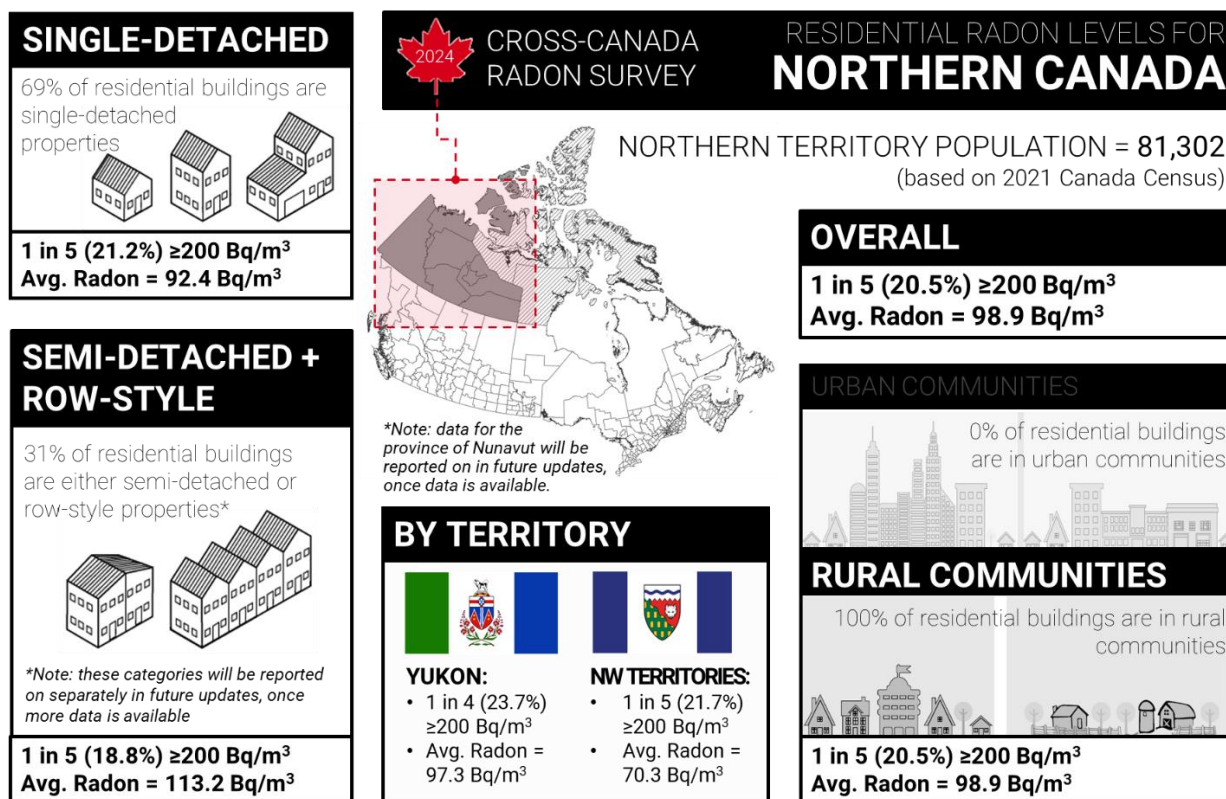 SINGLE-DETACHED
69% of residential buildings are
single-detached
properties
1 in 5 (21.2%) ≥200 Bq/m³
Avg. Radon = 92.4 Bq/m³
SEMI-DETACHED +
ROW-STYLE
31% of residential buildings
are either semi-detached or
row-style properties*
*Note: these categories will be reported
on separately in future updates, once
more data is available
1 in 5 (18.8%) ≥200 Bq/m³
Avg. Radon = 113.2 Bq/m³
2024
CROSS-CANADA
RADON SURVEY
RESIDENTIAL RADON LEVELS FOR
NORTHERN CANADA
NORTHERN TERRITORY POPULATION = 81,302
(based on 2021 Canada Census)
*Note: data for the
province of Nunavut will be
reported on in future updates,
once data is available.
BY TERRITORY
YUKON:
• 1 in 4 (23.7%)
≥200 Bq/m³
• Avg. Radon =
97.3 Bq/m³
NW TERRITORIES:
• 1 in 5 (21.7%)
≥200 Bq/m³
• Avg. Radon =
70.3 Bq/m³
OVERALL
1 in 5 (20.5%) ≥200 Bq/m³
Avg. Radon = 98.9 Bq/m³
URBAN COMMUNITIES
0% of residential buildings
are in urban communities
RURAL COMMUNITIES
100% of residential buildings are in rural
communities
1 in 5 (20.5%) ≥200 Bq/m³
Avg. Radon = 98.9 Bq/m³